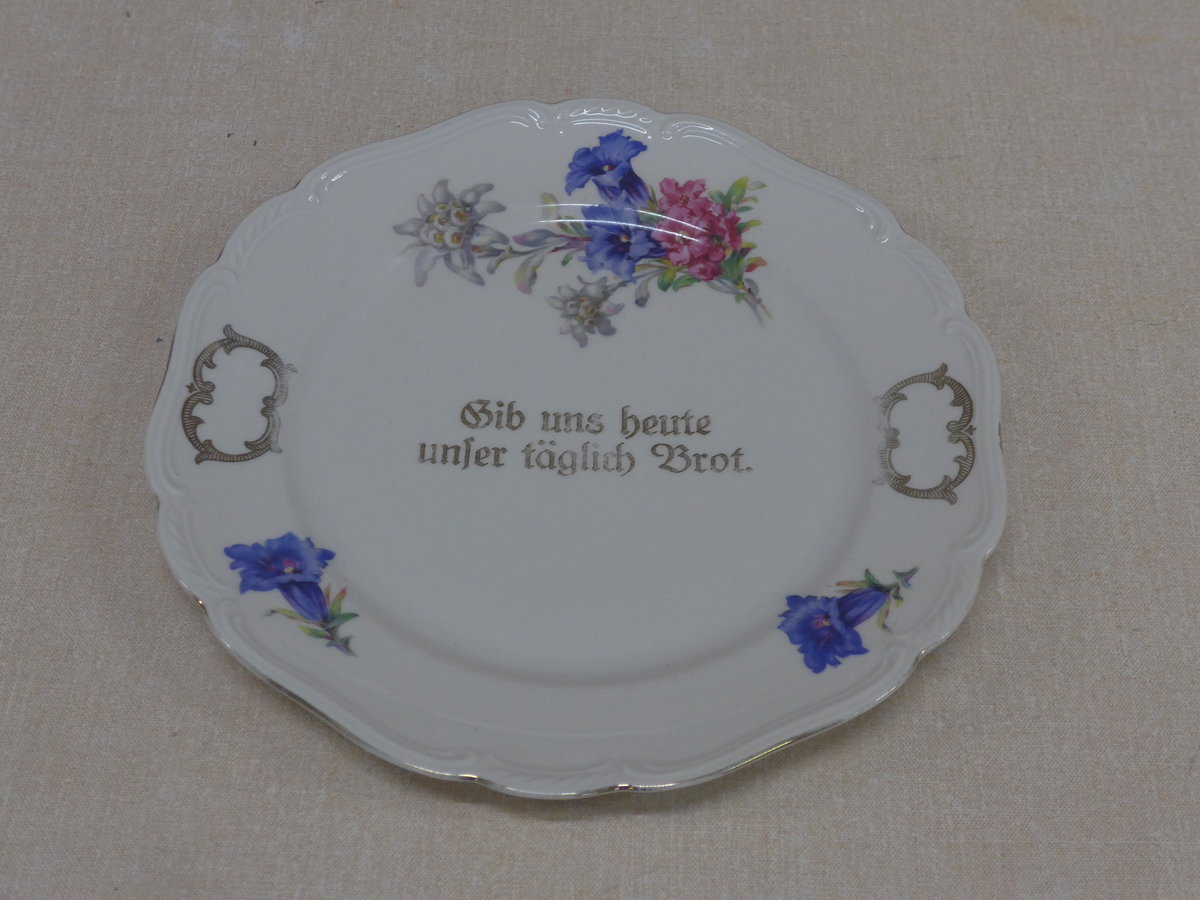 Gib uns heute
unſer täglich Brot.